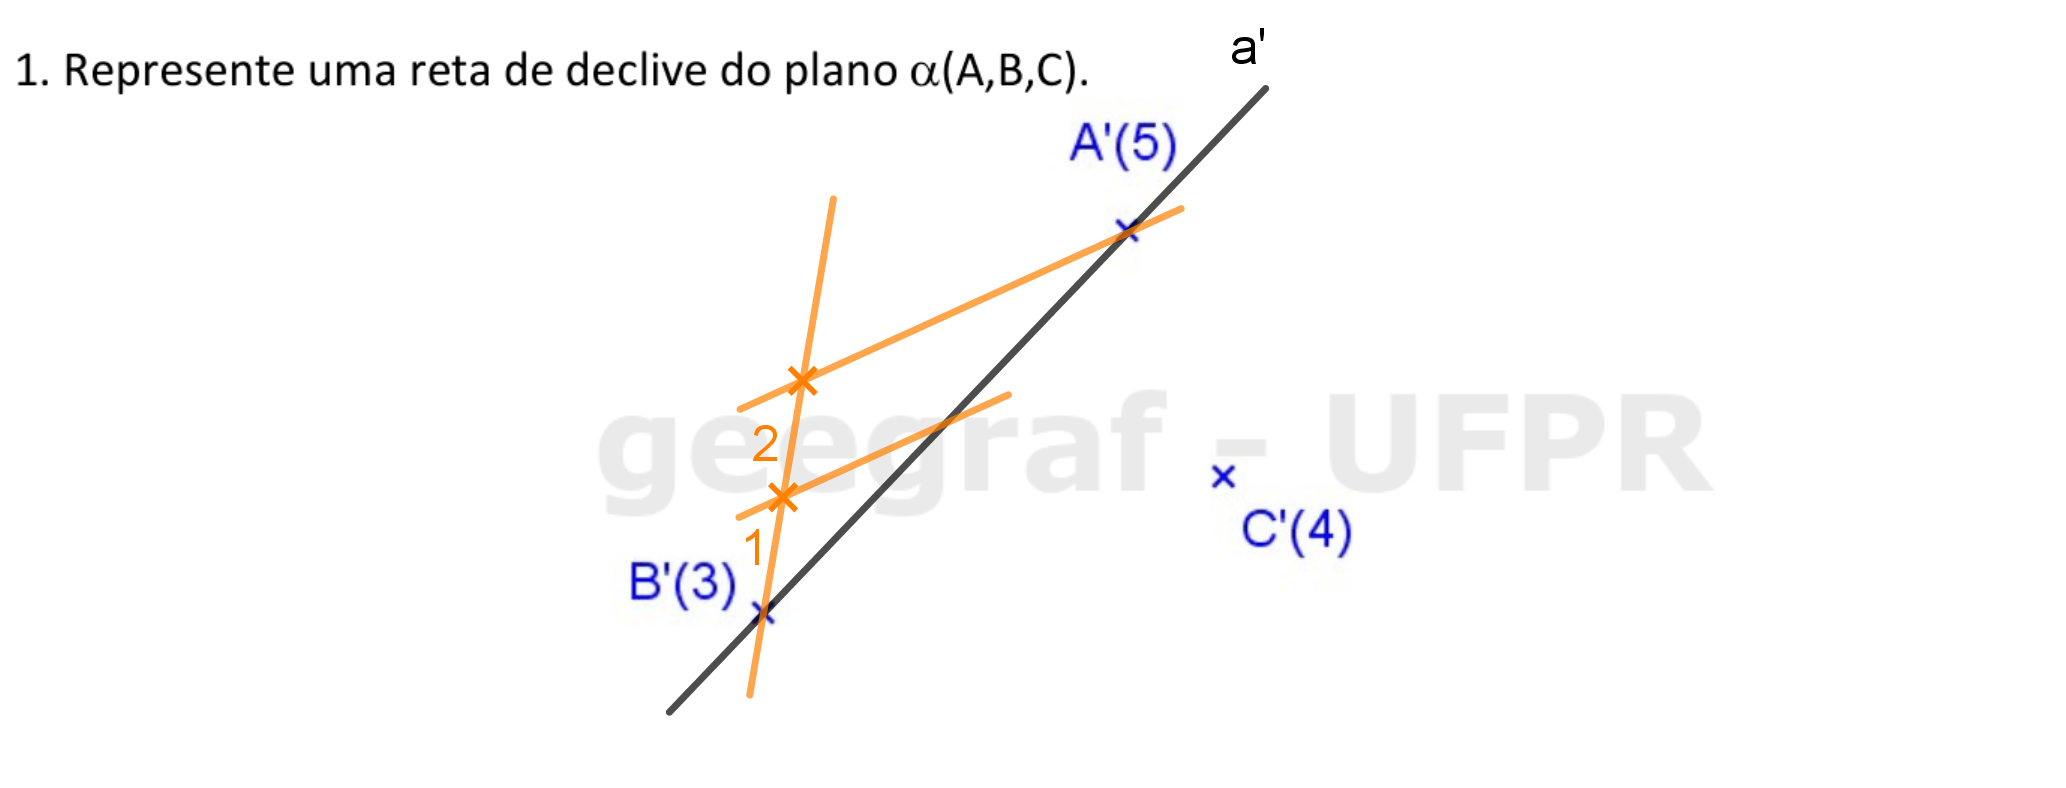 1. Represente uma reta de declive do plano α(A,B,C).
a'
A'(5)
geegraf - UFPR
2
C'(4)
1
B'(3)